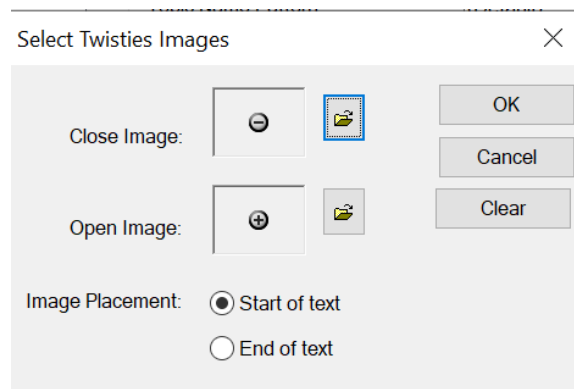 Select Twisties Images
Close Image:
OK
Cancel
Open Image:
Clear
Image Placement:
Start of text
End of text